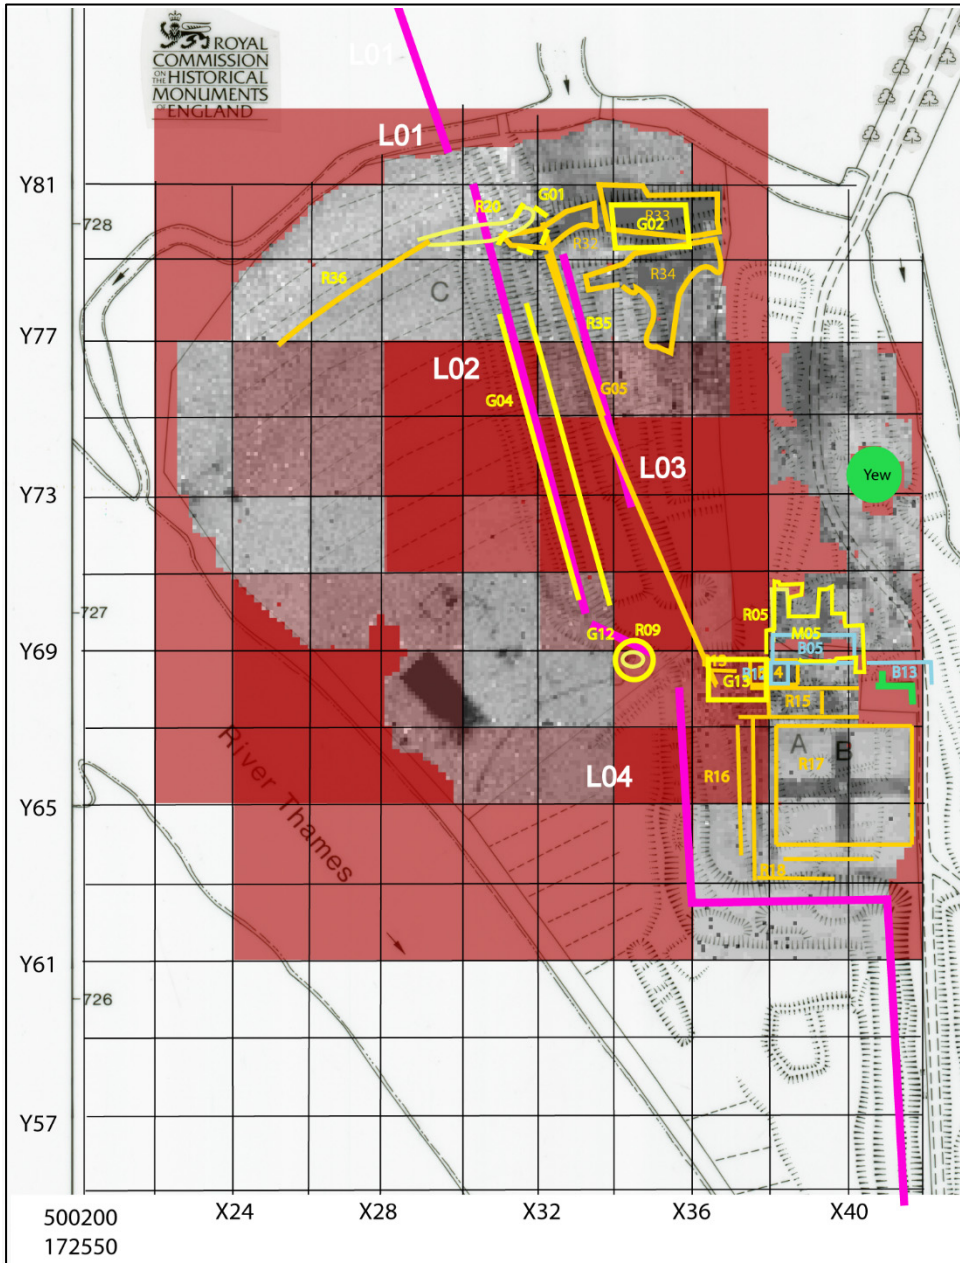 ROYAL
COMMISSION
ON THE HISTORICAL
MONUMENTS
OF ENGLAND
L01
L01
Y81
728
R20
G01
R33
G02
R32
R36
C
R34
Y77
R35
L02
G04
G05
L03
Y73
Yew
727
G12
R09
R05
M05
B05
Y69
G13
B13
R15
L04
A
B
R16
R17
River Thames
Y65
R18
Y61
726
Y57
X24
X28
X32
X36
X40
500200
172550